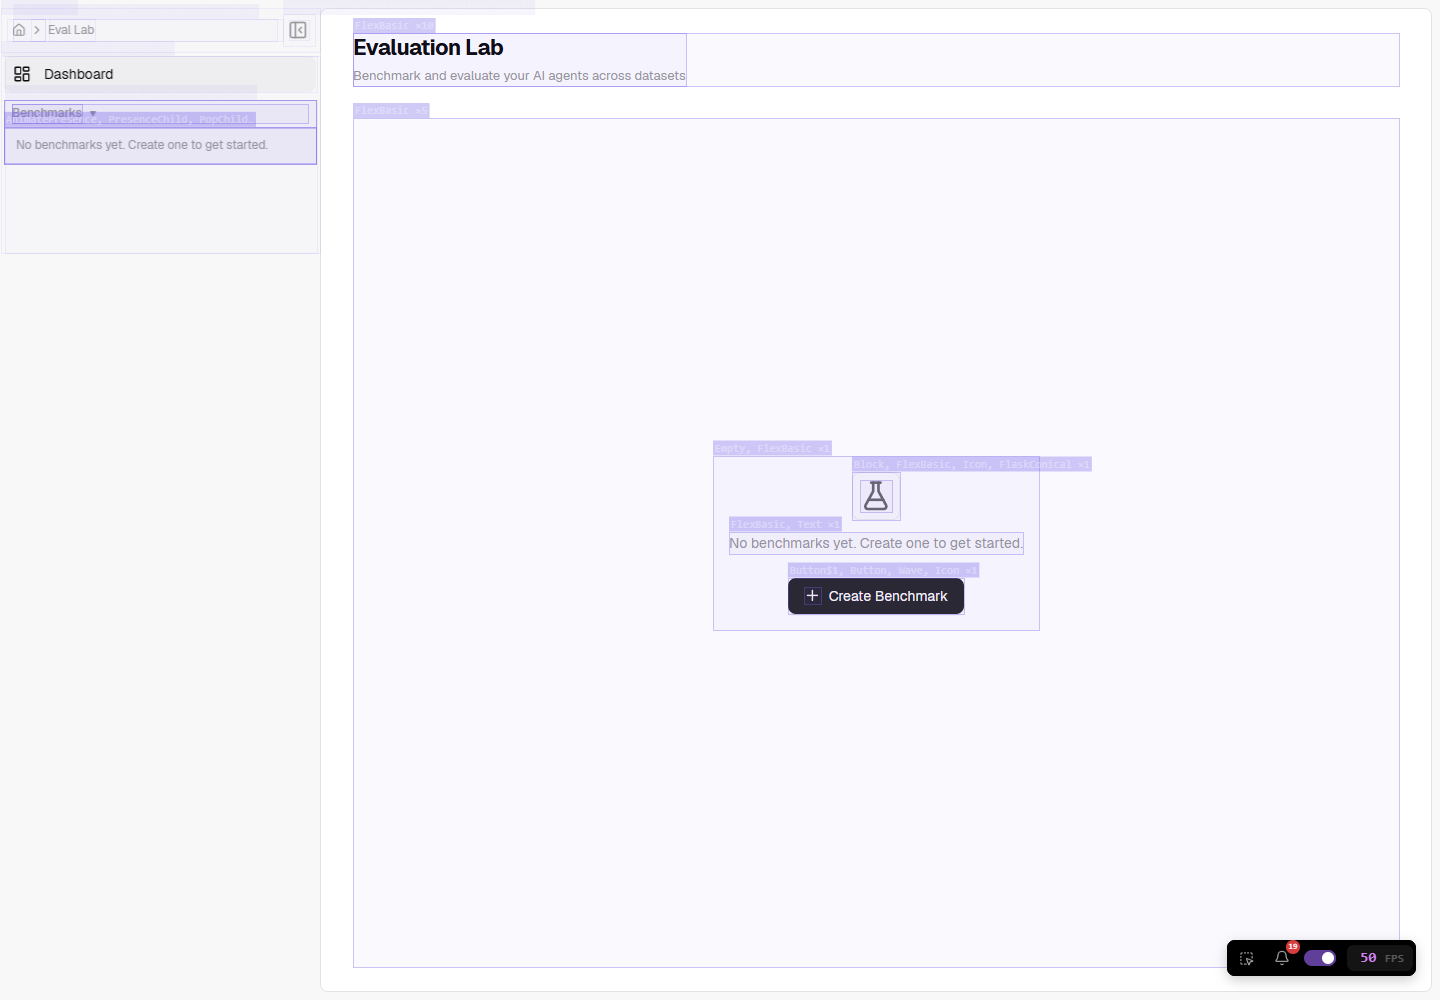 Eval Lab
Dashboard
Benchmarks
PresenceChild, PopChild
No benchmarks yet. Create one to get started.
FlexBasic ×10
Evaluation Lab
Benchmark and evaluate your AI agents across datasets
FlexBasic ×5
Empty, FlexBasic ×1
Block, FlexBasic, Icon, FlaskConical ×1
FlexBasic, Text ×1
No benchmarks yet. Create one to get started.
Button$1, Button, Wave, Icon ×1
Create Benchmark
19
50 FPS